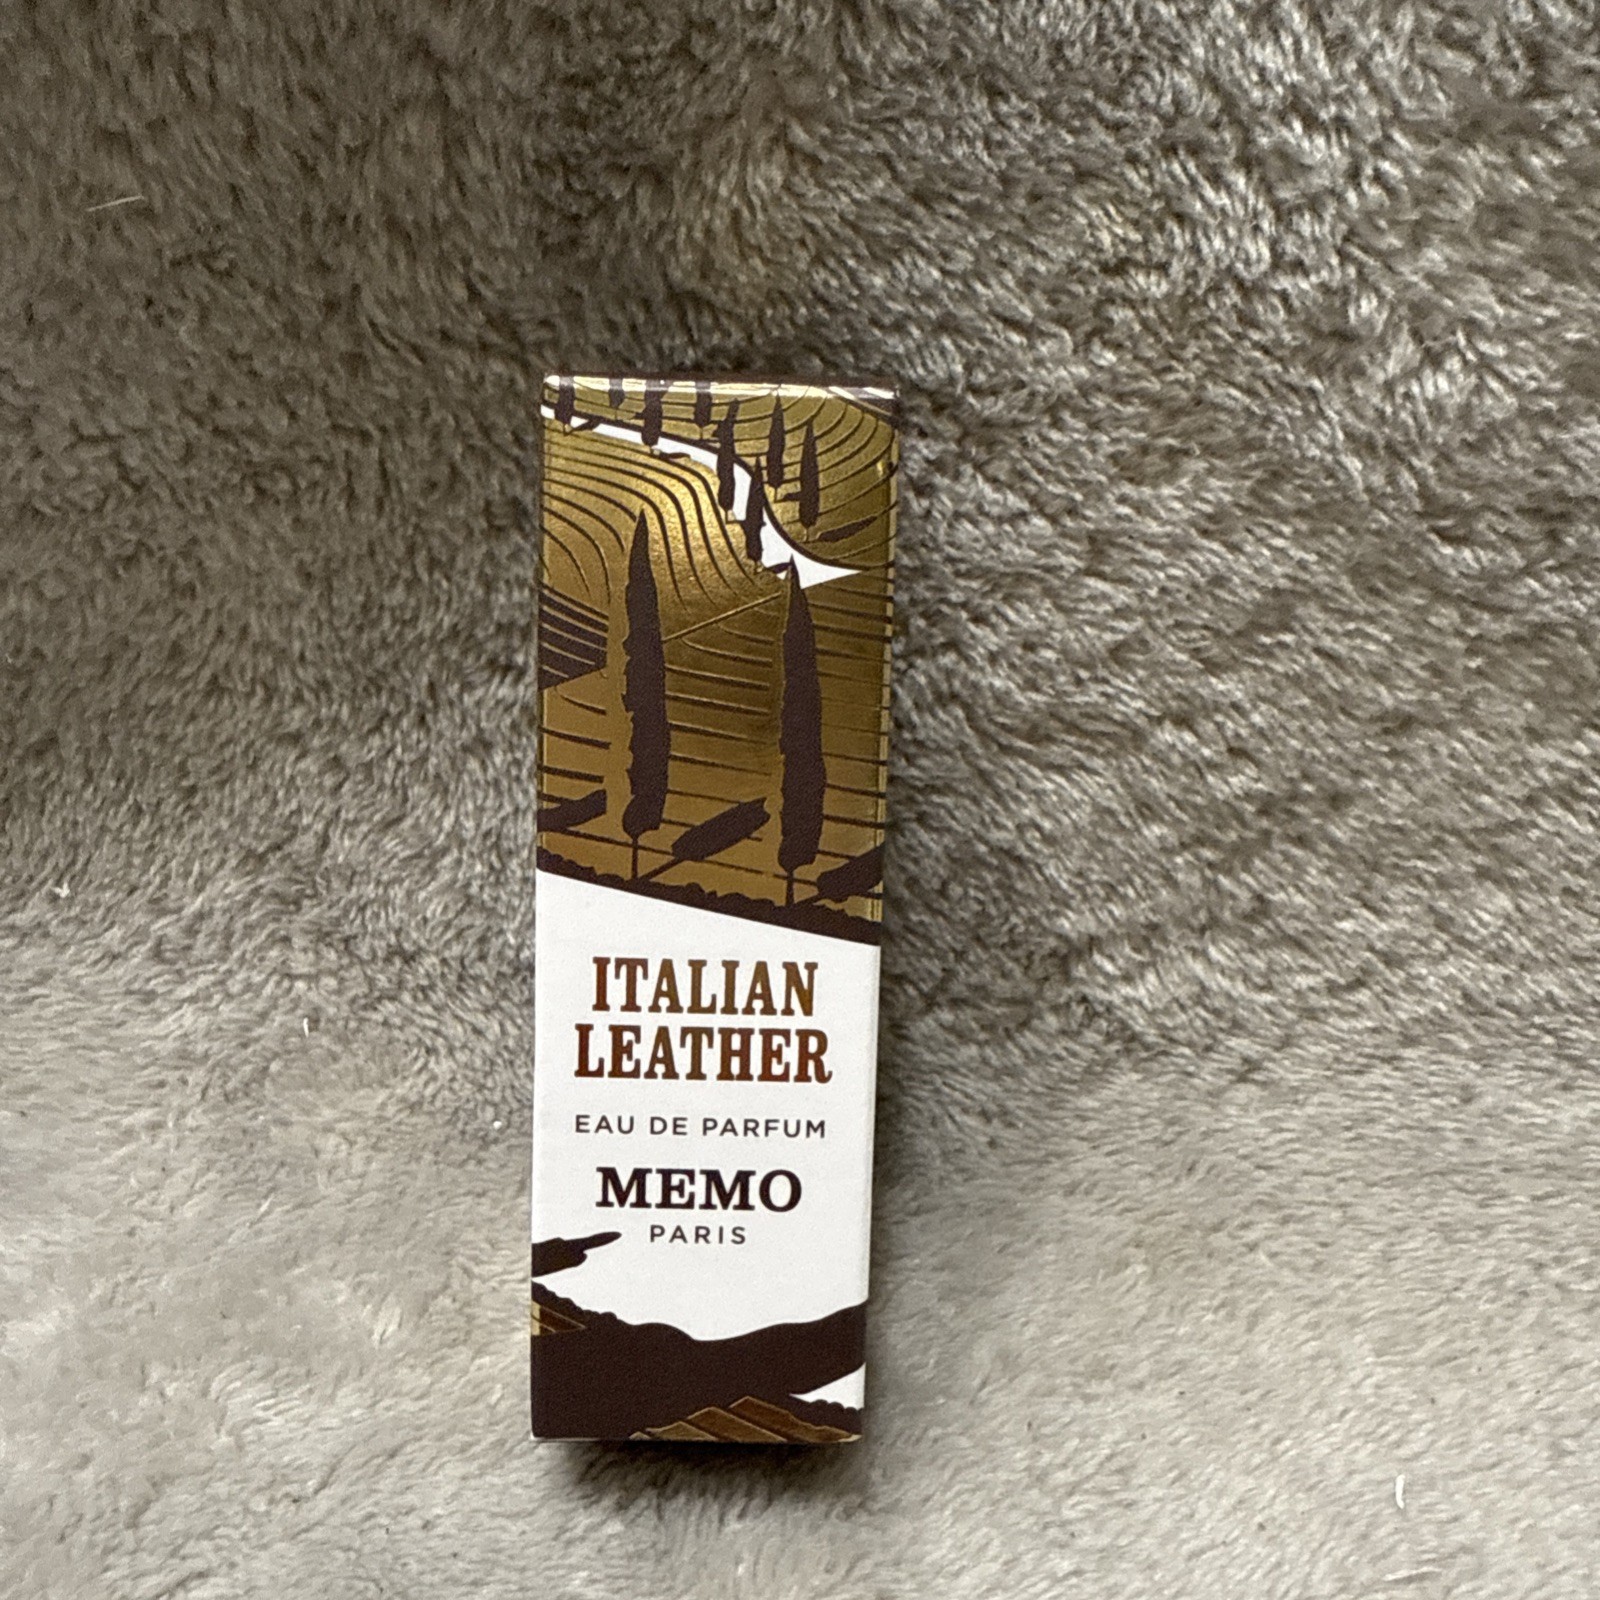 ITALIAN
LEATHER
EAU DE PARFUM
MEMO
PARIS